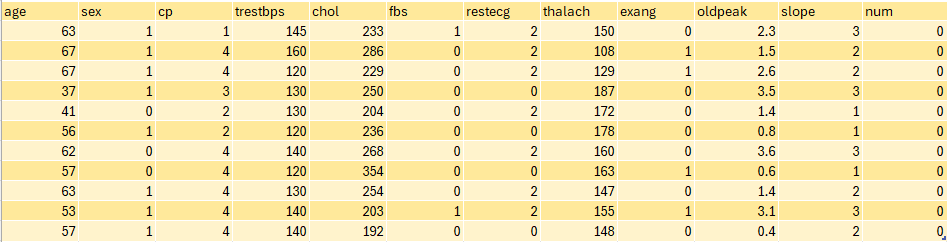 age sex cp trestbps chol fbs restecg thalach exang oldpeak slope num
63 1 1 145 233 1 2 150 0 2.3 3 0
67 1 4 160 286 0 2 108 1 1.5 2 0
67 1 4 120 229 0 2 129 1 2.6 2 0
37 1 3 130 250 0 0 187 0 3.5 3 0
41 0 2 130 204 0 2 172 0 1.4 1 0
56 1 2 120 236 0 0 178 0 0.8 1 0
62 0 4 140 268 0 2 160 0 3.6 3 0
57 0 4 120 354 0 0 163 1 0.6 1 0
63 1 4 130 254 0 2 147 0 1.4 2 0
53 1 4 140 203 1 2 155 1 3.1 3 0
57 1 4 140 192 0 0 148 0 0.4 2 0